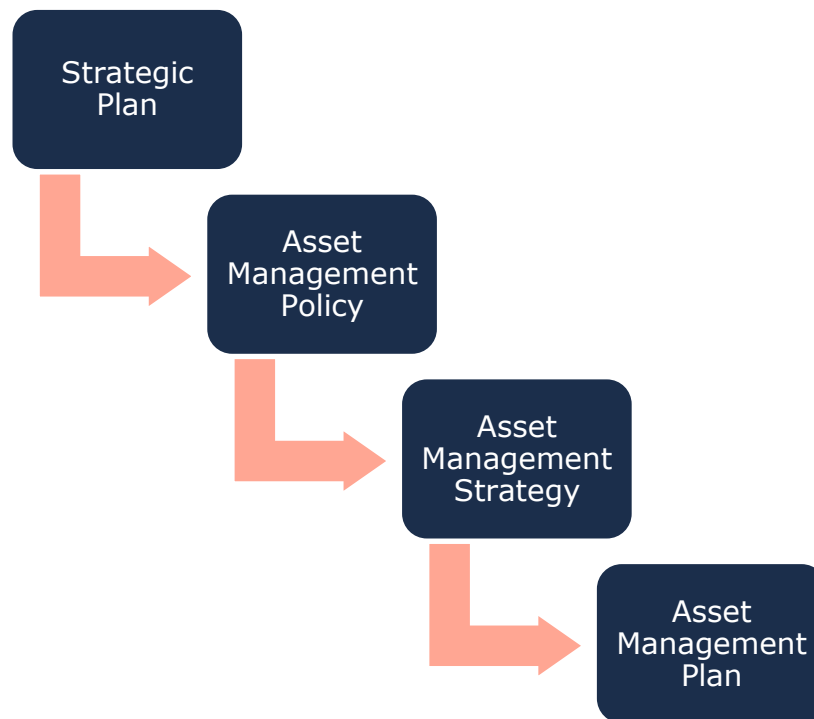 Strategic
Plan
Asset
Management
Policy
Asset
Management
Strategy
Asset
Management
Plan